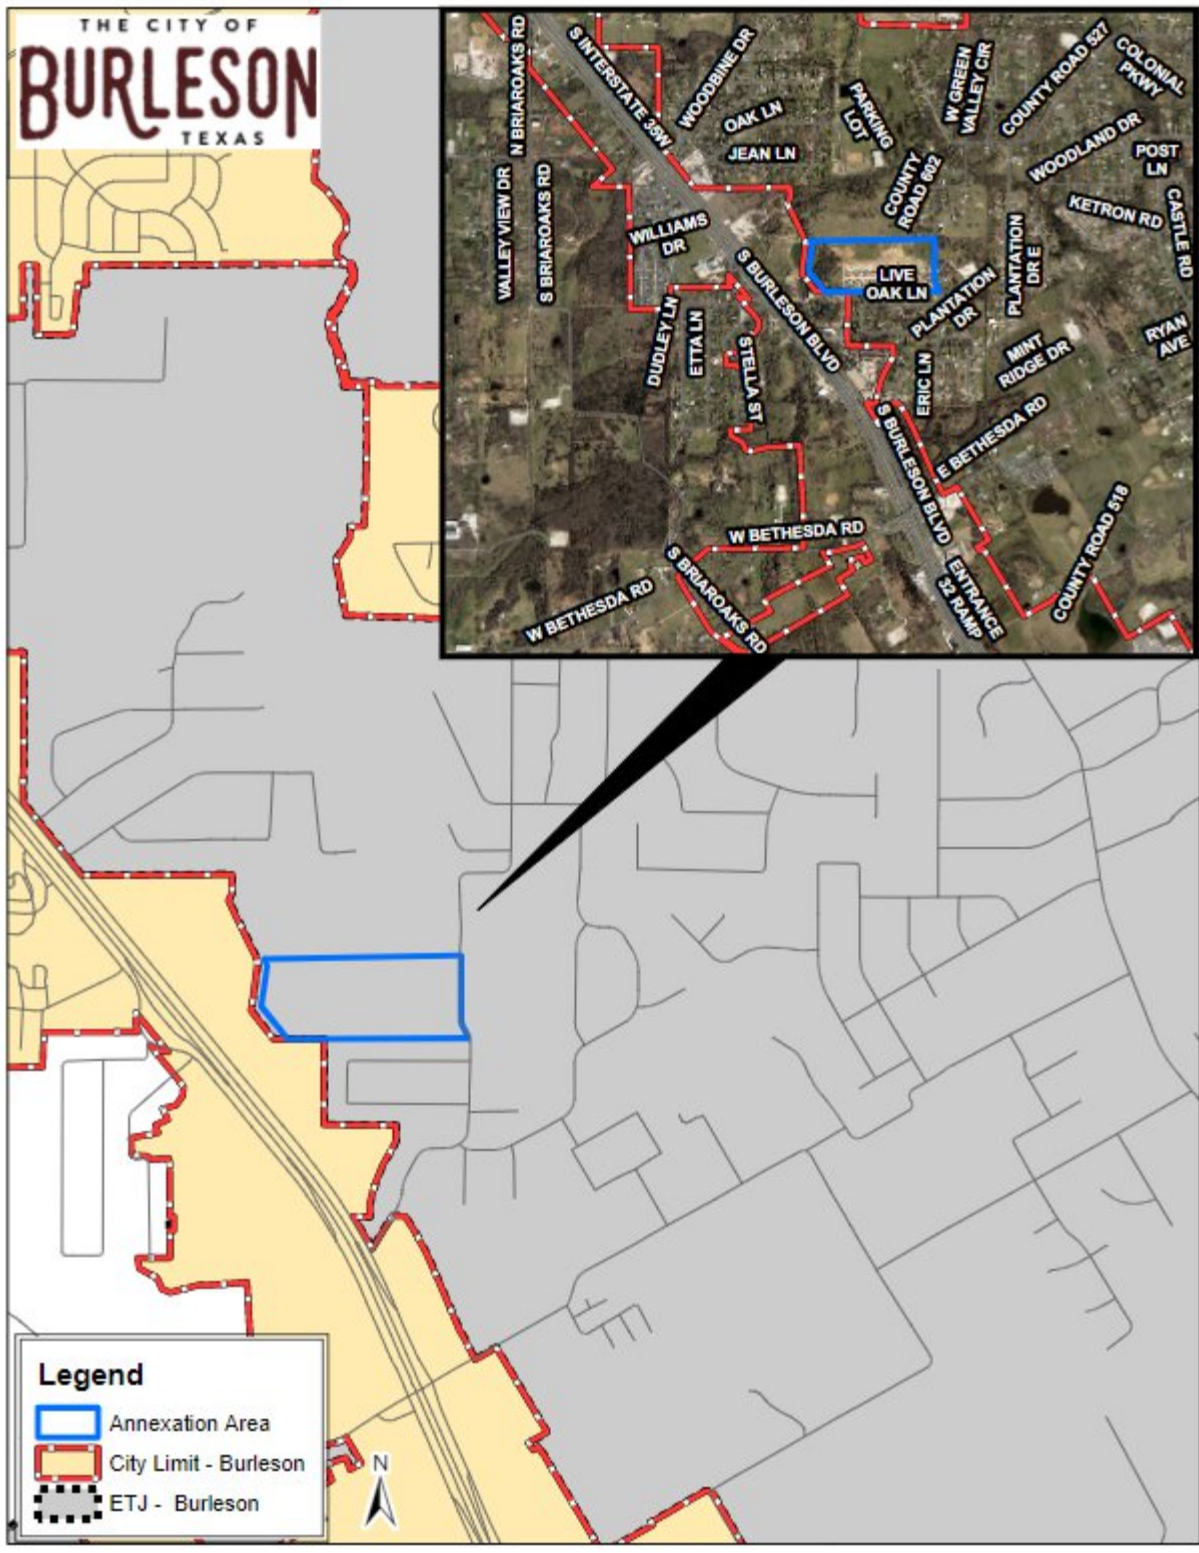 THE CITY OF
BURLESON
TEXAS
N BRIAROAKS RD
S INTERSTATE 35W
WOODBINE DR
OAK LN
JEAN LN
PARKING
LOT
W GREEN
VALLEY CIR
COUNTY ROAD 527
COLONIAL
PKWY
WOODLAND DR
POST
LN
COUNTY
ROAD 602
KETRON RD
CASTLE RD
VALLEY VIEW DR
S BRIAROAKS RD
WILLIAMS
DR
S BURLESON BLVD
LIVE
OAK LN
PLANTATION
DR
PLANTATION
DR E
DUDLEY LN
ETTA LN
S STELLA ST
ERIC LN
MINT
RIDGE DR
RYAN
AVE
S BURLESON BLVD
E BETHESDA RD
W BETHESDA RD
COUNTY ROAD 518
W BETHESDA RD
S BRIAROAKS RD
ENTRANCE
32 RAMP
Legend
Annexation Area
City Limit - Burleson
ETJ - Burleson
N